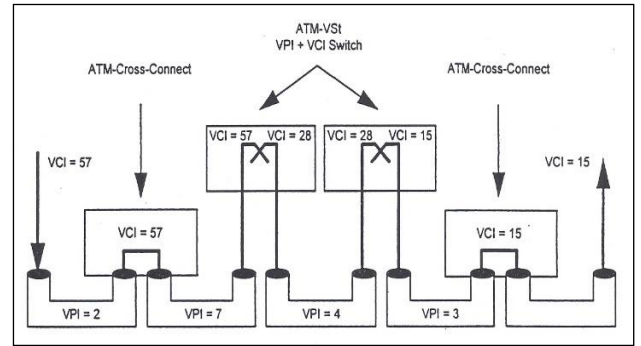 ATM-VSt
VPI + VCI Switch
ATM-Cross-Connect
ATM-Cross-Connect
VCI = 57 VCI = 28
VCI = 28 VCI = 15
VCI = 57
VCI = 15
VCI = 57
VCI = 15
VPI = 2
VPI = 7
VPI = 4
VPI = 3